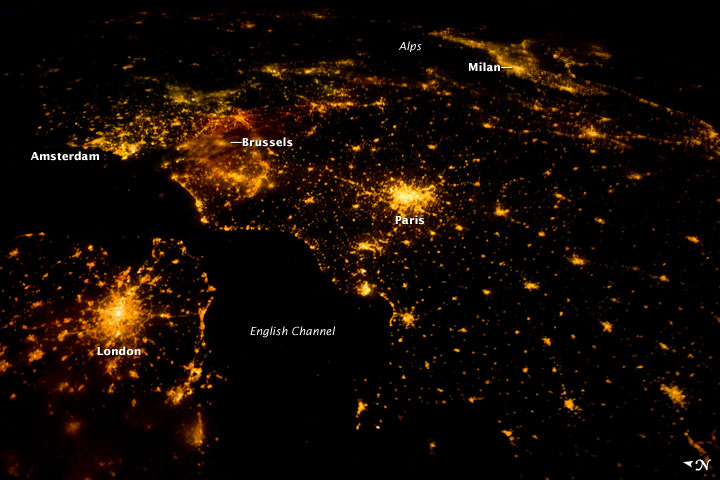 Alps
Milan
Brussels
Amsterdam
Paris
English Channel
London
N